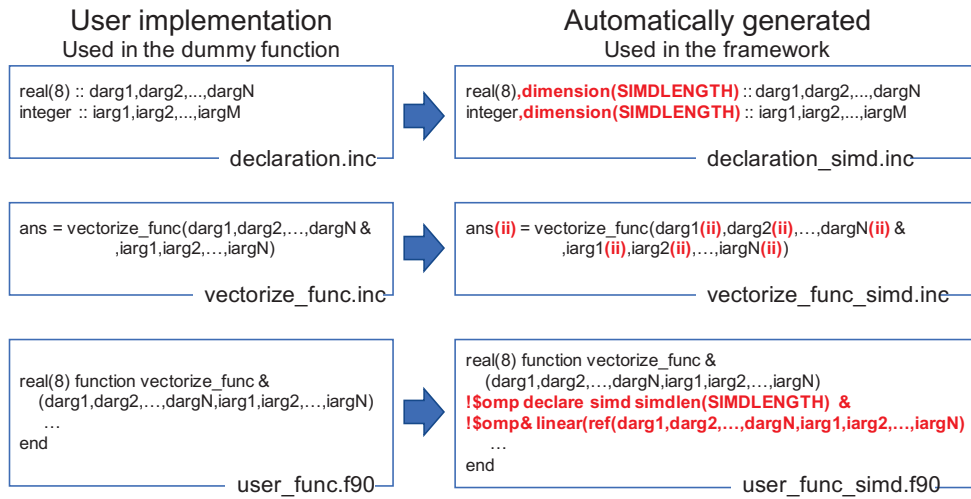 User implementation
Used in the dummy function
real(8) :: darg1,darg2,...,dargN
integer :: iarg1,iarg2,...,iargM
declaration.inc
ans = vectorize_func(darg1,darg2,…,dargN &
,iarg1,iarg2,…,iargN)
vectorize_func.inc
real(8) function vectorize_func &
(darg1,darg2,…,dargN,iarg1,iarg2,…,iargN)
…
end
user_func.f90
Automatically generated
Used in the framework
real(8),dimension(SIMDLENGTH) :: darg1,darg2,...,dargN
integer,dimension(SIMDLENGTH) :: iarg1,iarg2,...,iargM
declaration_simd.inc
ans(ii) = vectorize_func(darg1(ii),darg2(ii),…,dargN(ii) &
,iarg1(ii),iarg2(ii),…,iargN(ii))
vectorize_func_simd.inc
real(8) function vectorize_func &
(darg1,darg2,…,dargN,iarg1,iarg2,…,iargN)
!$omp declare simd simdlen(SIMDLENGTH) &
!$omp& linear(ref(darg1,darg2,…,dargN,iarg1,iarg2,…,iargN)
…
end
user_func_simd.f90